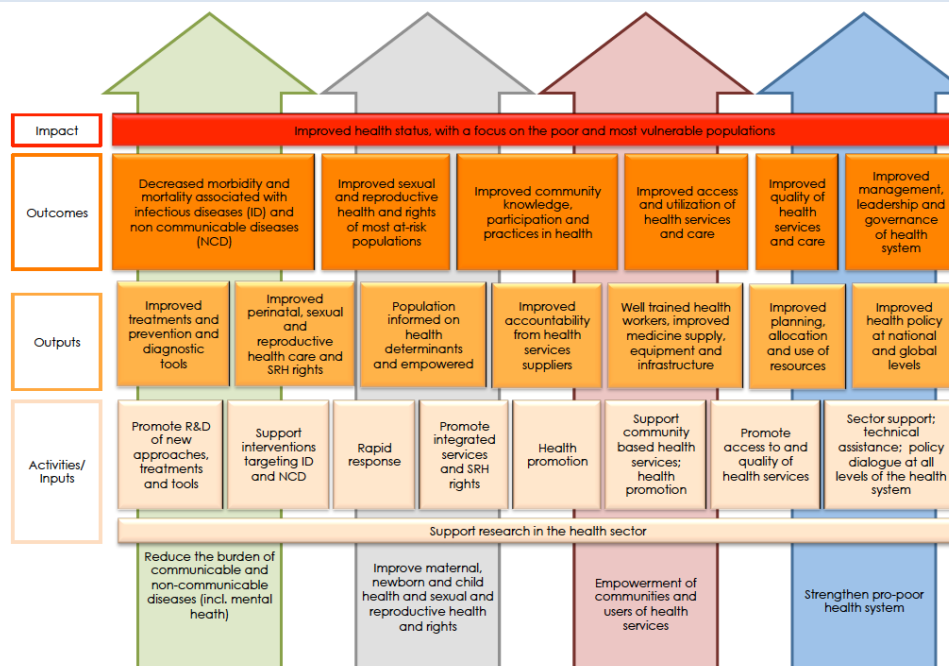 Impact
Improved health status, with a focus on the poor and most vulnerable populations
Outcomes
Decreased morbidity and
mortality associated with
infectious diseases (ID) and
non communicable diseases
(NCD)
Improved sexual
and reproductive
health and rights
of most at-risk
populations
Improved community
knowledge,
participation and
practices in health
Improved access
and utilization of
health services
and care
Improved
quality of
health
services
and care
Improved
management,
leadership and
governance
of health
system
Outputs
Improved
treatments and
prevention and
diagnostic
tools
Improved
perinatal, sexual
and
reproductive
health care and
SRH rights
Population
informed on
health
determinants
and empowered
Improved
accountability
from health
services
suppliers
Well trained health
workers, improved
medicine supply,
equipment and
infrastructure
Improved
planning,
allocation
and use of
resources
Improved
health policy
at national
and global
levels
Activities/
Inputs
Promote R&D
of new
approaches,
treatments
and tools
Support
interventions
targeting ID
and NCD
Rapid
response
Promote
integrated
services
and SRH
rights
Health
promotion
Support
community
based health
services;
health
promotion
Promote
access to and
quality of
health services
Sector support;
technical
assistance; policy
dialogue at all
levels of the health
system
Support research in the health sector
Reduce the burden of
communicable and
non-communicable
diseases (incl. mental
heath)
Improve maternal,
newborn and child
health and sexual and
reproductive health
and rights
Empowerment of
communities and
users of health
services
Strengthen pro-poor
health system